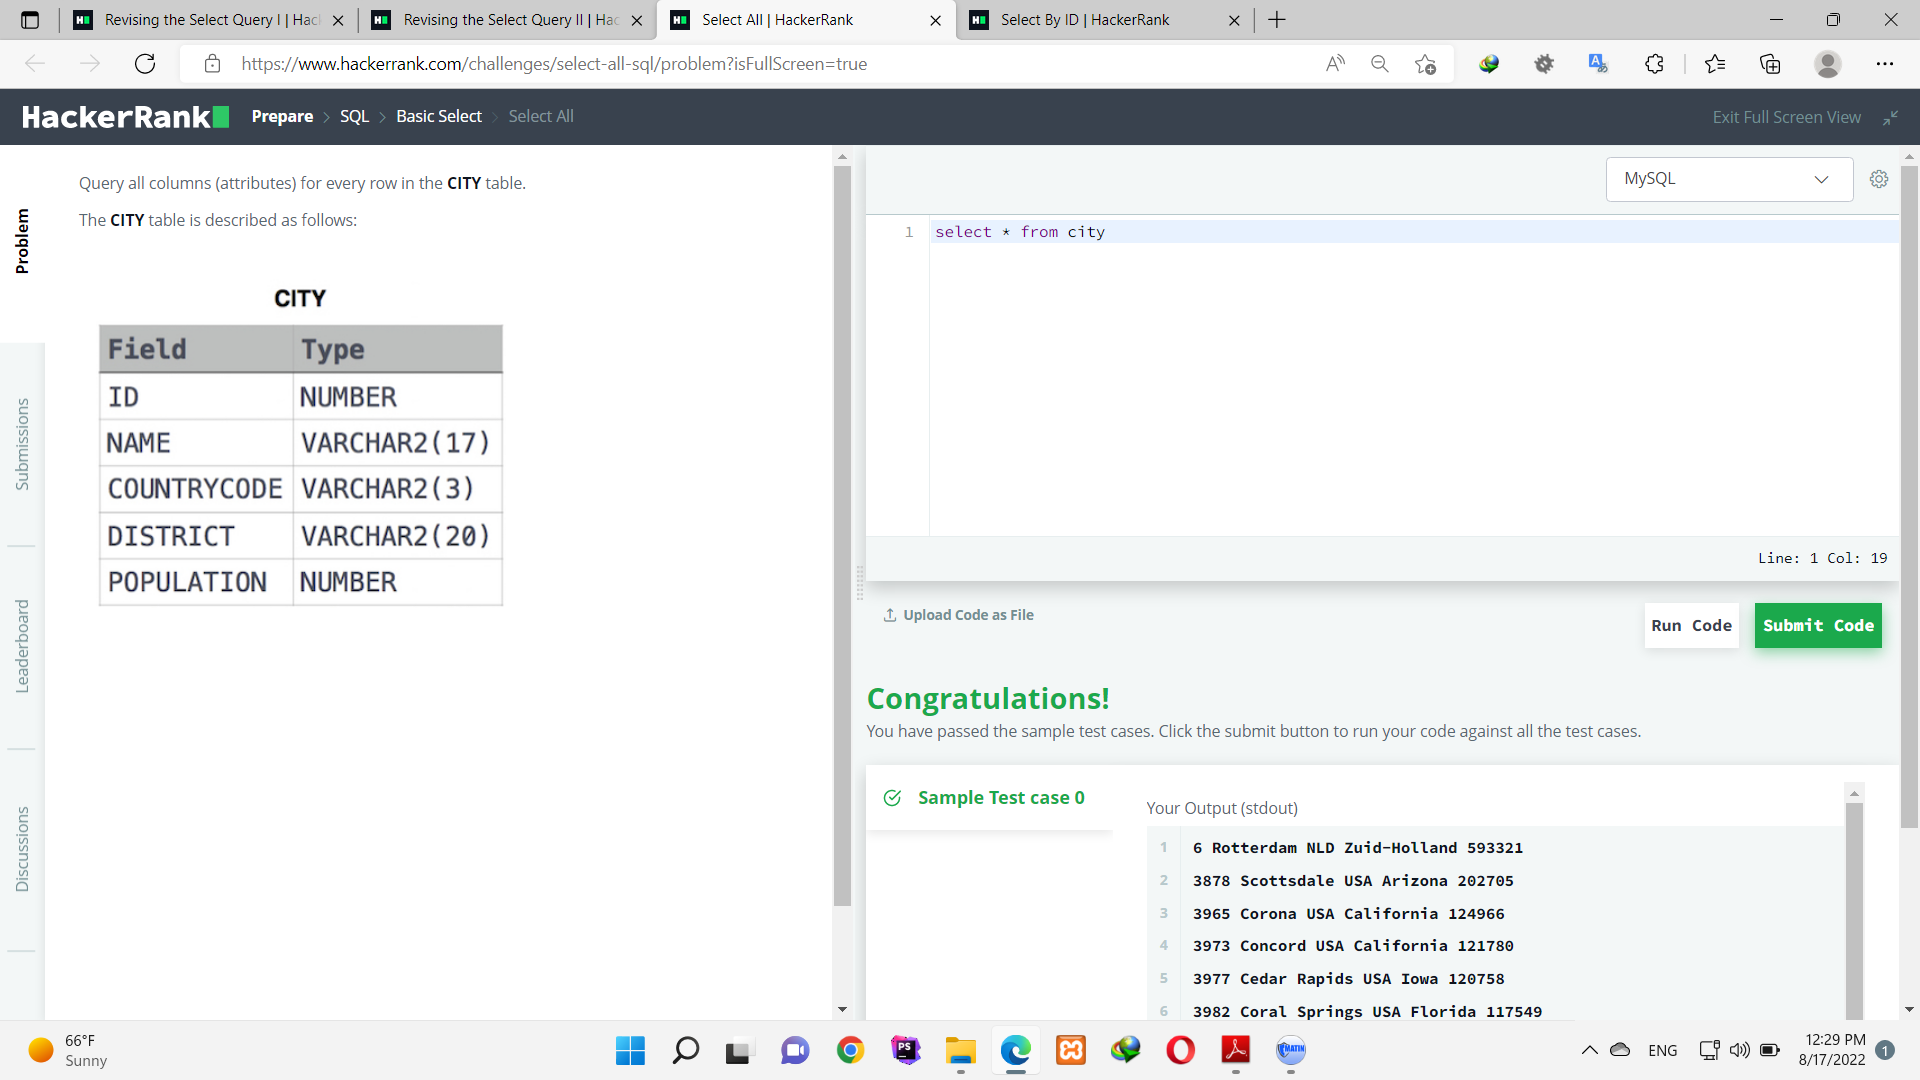 Revising the Select Query I | Hac
Revising the Select Query II | Hac
Select All | HackerRank
Select By ID | HackerRank
https://www.hackerrank.com/challenges/select-all-sql/problem?isFullScreen=true
HackerRank
Prepare > SQL > Basic Select > Select All
Exit Full Screen View
Problem
Submissions
Leaderboard
Discussions
Query all columns (attributes) for every row in the CITY table.
The CITY table is described as follows:
CITY
Field Type
ID NUMBER
NAME VARCHAR2(17)
COUNTRYCODE VARCHAR2(3)
DISTRICT VARCHAR2(20)
POPULATION NUMBER
MySQL
1 select * from city
Line: 1 Col: 19
Upload Code as File
Run Code
Submit Code
Congratulations!
You have passed the sample test cases. Click the submit button to run your code against all the test cases.
Sample Test case 0
Your Output (stdout)
1 6 Rotterdam NLD Zuid-Holland 593321
2 3878 Scottsdale USA Arizona 202705
3 3965 Corona USA California 124966
4 3973 Concord USA California 121780
5 3977 Cedar Rapids USA Iowa 120758
6 3982 Coral Springs USA Florida 117549
66°F
Sunny
PS
MATIN
ENG
12:29 PM
8/17/2022
1